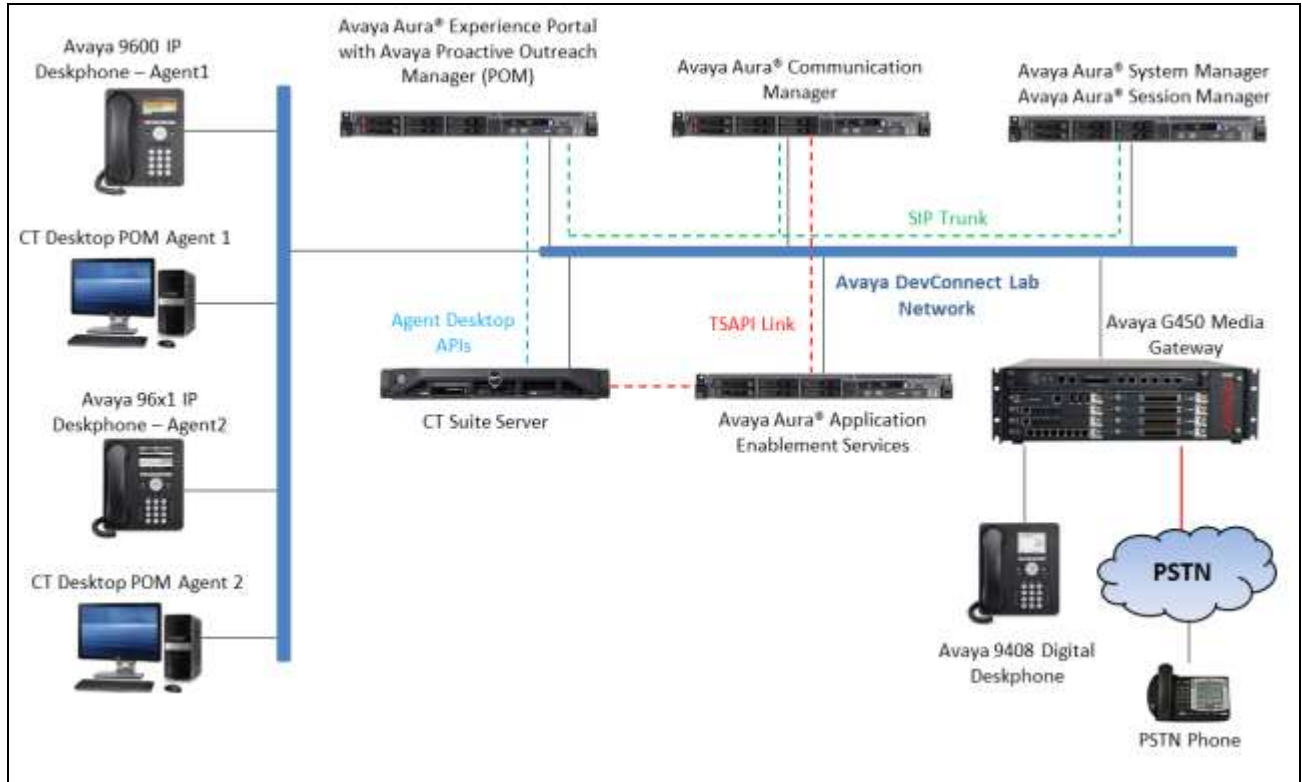 Avaya 9600 IP
Deskphone – Agent1
CT Desktop POM Agent 1
Avaya 96x1 IP
Deskphone – Agent2
CT Desktop POM Agent 2
Avaya Aura® Experience Portal
with Avaya Proactive Outreach
Manager (POM)
Avaya Aura® Communication
Manager
Avaya Aura® System Manager
Avaya Aura® Session Manager
SIP Trunk
Avaya DevConnect Lab
Network
Agent Desktop
APIs
TSAPI Link
CT Suite Server
Avaya Aura® Application
Enablement Services
Avaya G450 Media
Gateway
Avaya 9408 Digital
Deskphone
PSTN
PSTN Phone